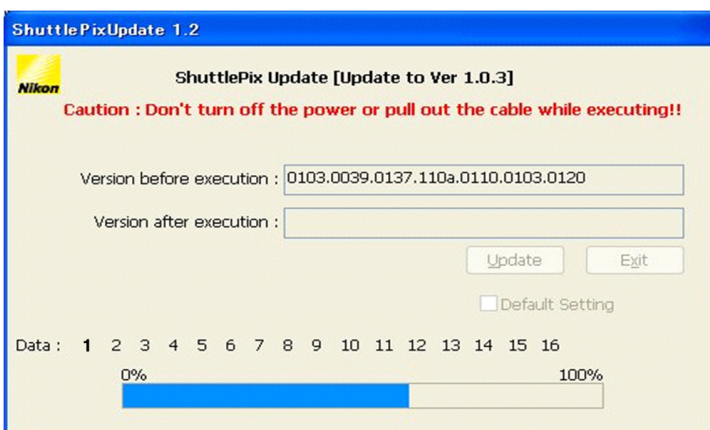 ShuttlePixUpdate 1.2
Nikon
ShuttlePix Update [Update to Ver 1.0.3]
Caution : Don't turn off the power or pull out the cable while executing!!
Version before execution : 0103.0039.0137.110a.0110.0103.0120
Version after execution :
Update Exit
Default Setting
Data : 1 2 3 4 5 6 7 8 9 10 11 12 13 14 15 16
0% 100%